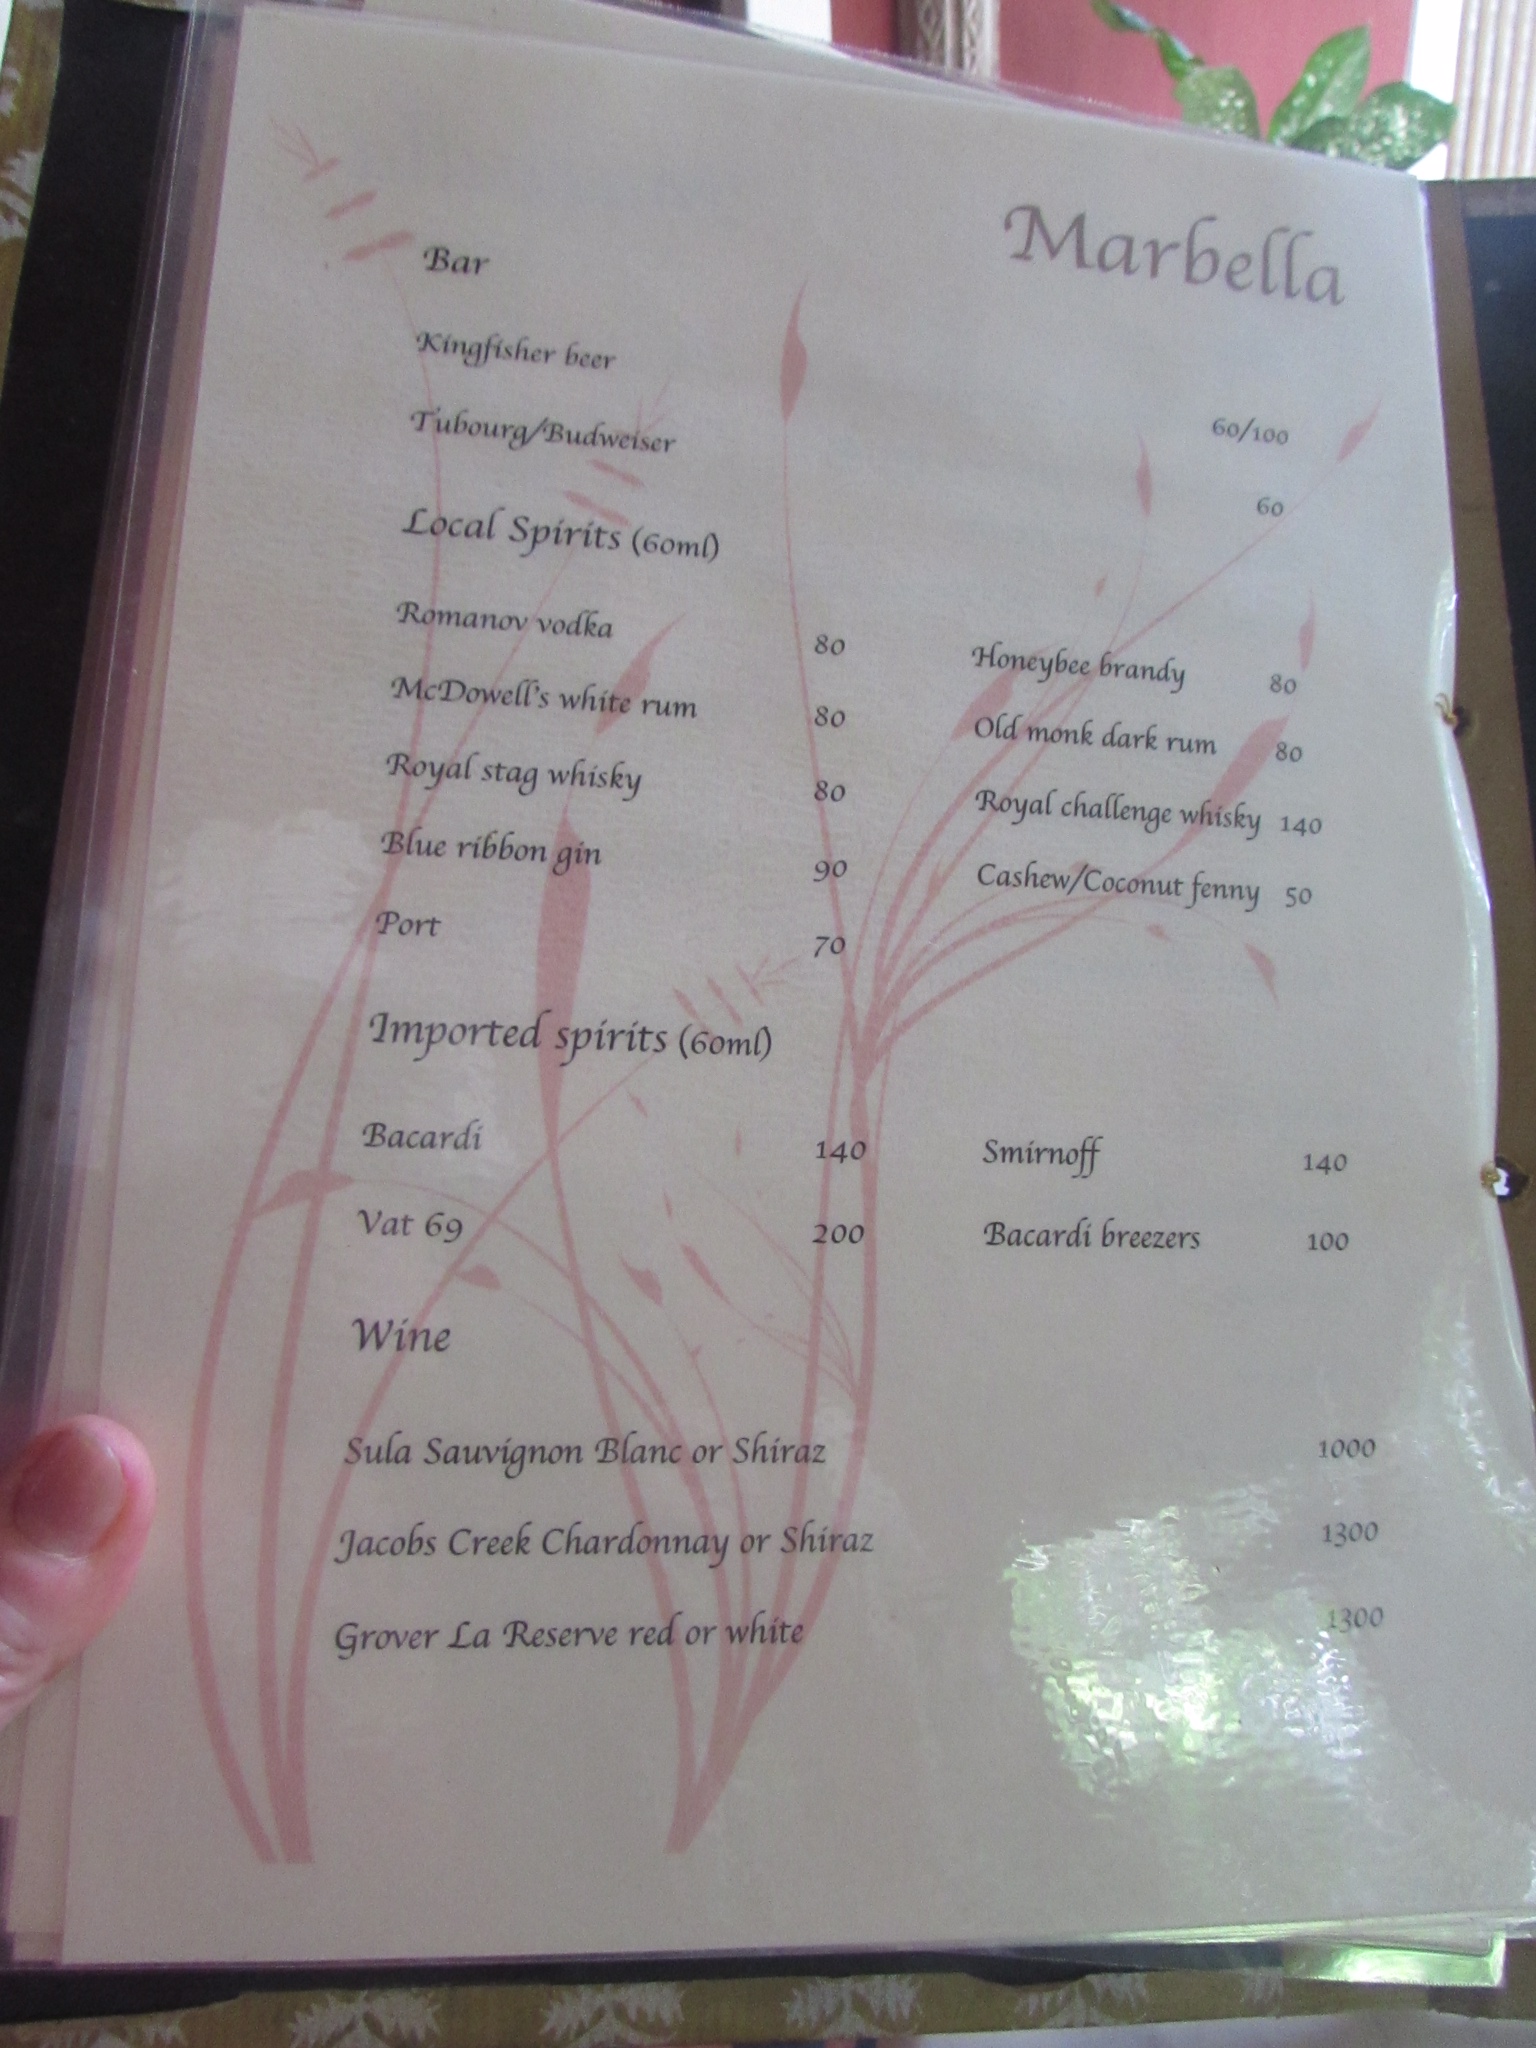 Marbella
Bar
Kingfisher beer 60/100
Tubourg/Budweiser 60
Local Spirits (60ml)
Romanov vodka 80 Honeybee brandy 80
McDowell's white rum 80 Old monk dark rum 80
Royal stag whisky 80 Royal challenge whisky 140
Blue ribbon gin 90 Cashew/Coconut fenny 50
Port 70
Imported spirits (60ml)
Bacardi 140 Smirnoff 140
Vat 69 200 Bacardi breezers 100
Wine
Sula Sauvignon Blanc or Shiraz 1000
Jacobs Creek Chardonnay or Shiraz 1300
Grover La Reserve red or white 1300